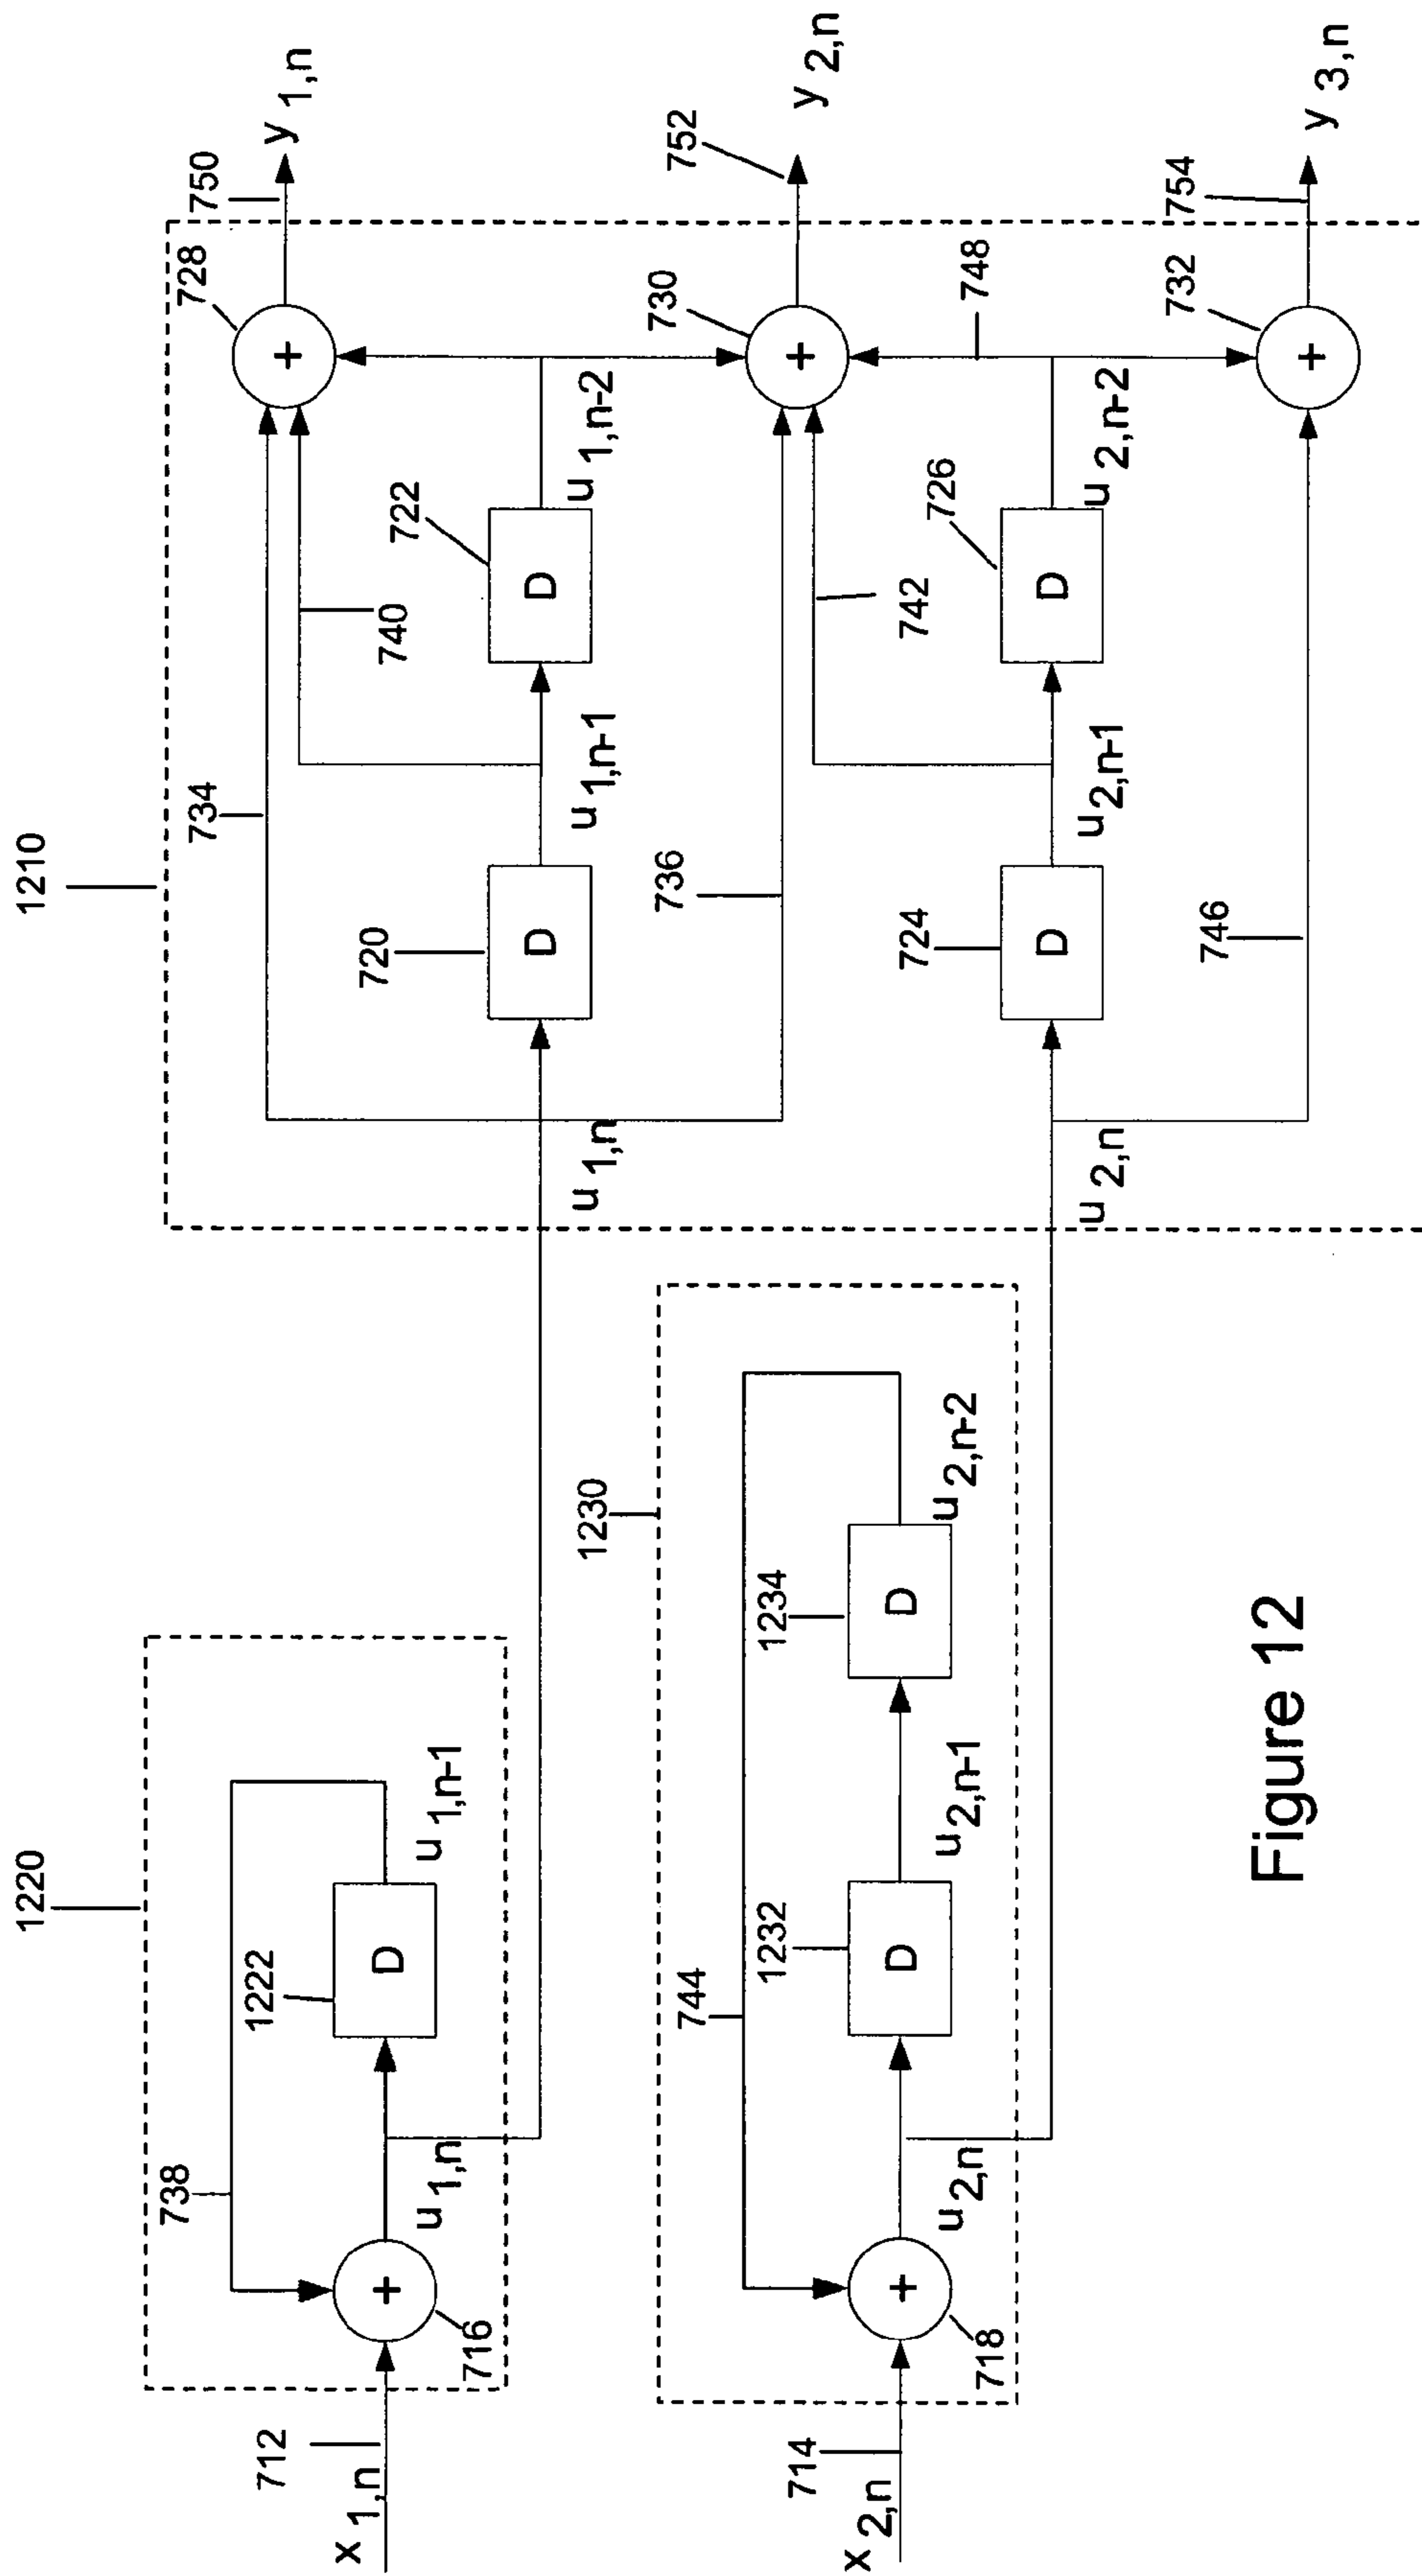 1210
1220
1230
734
728
750
y 1,n
740
722
720
D
D
u 1,n
u 1,n-1
u 1,n-2
736
730
752
y 2,n
742
726
724
D
D
u 2,n
u 2,n-1
u 2,n-2
748
746
732
754
y 3,n
+
+
+
738
1222
D
+
716
712
x 1,n
u 1,n
u 1,n-1
744
1232
1234
D
D
+
718
714
x 2,n
u 2,n
u 2,n-1
u 2,n-2
Figure 12